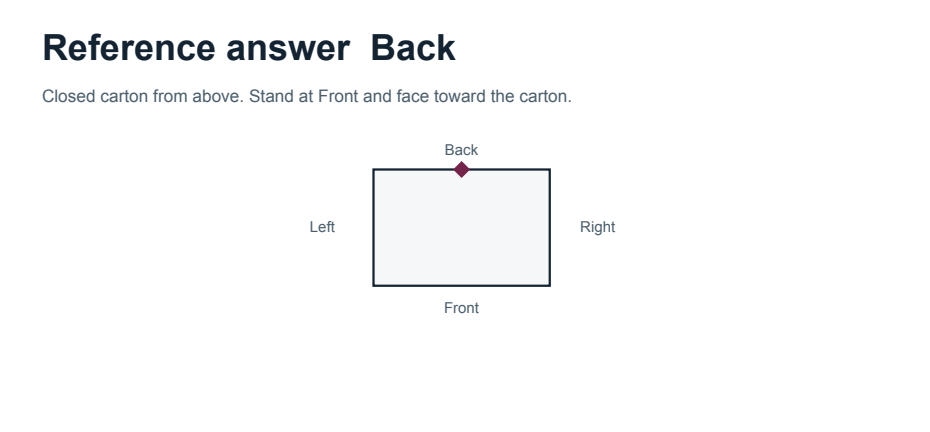 Reference answer  Back
Closed carton from above. Stand at Front and face toward the carton.
Back
Left
Right
Front